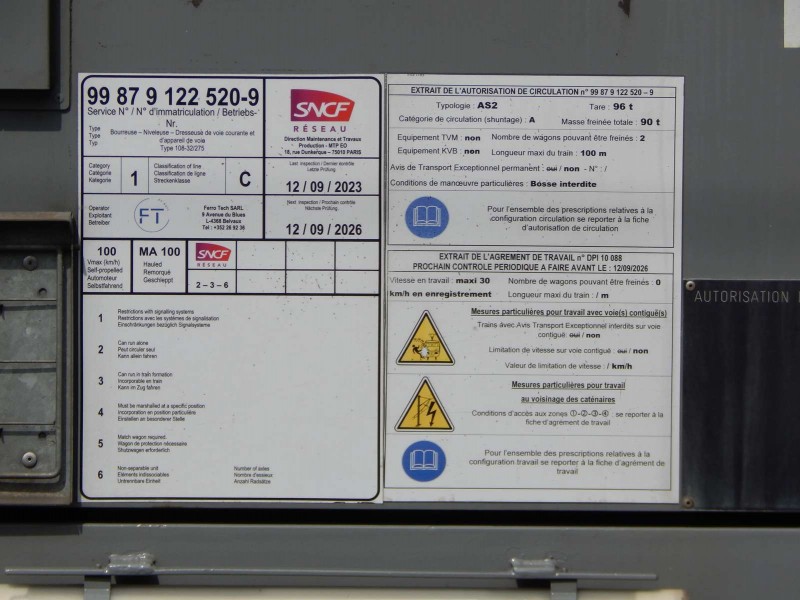 99 87 9 122 520-9
Service N° / N° d'immatriculation / Betriebs-
Nr.
Type
Type
Typ
Bourreuse – Niveleuse – Dresseuse de voie courante et
d'appareil de voie
Type 108-32/275
SNCF
RÉSEAU
Direction Maintenance et Travaux
Production - MTP EO
18, rue Dunkerque – 75010 PARIS
Category
Catégorie
Kategorie
1
Classification of line
Classification de ligne
Streckenklasse
C
Last inspection / Dernier contrôle
Letzte Prüfung.
12 / 09 / 2023
Operator
Exploitant
Betreiber
FT
Ferro Tech SARL
9 Avenue du Blues
L-4368 Belvaux
Tel : +352 26 92 38
Next inspection / Prochain contrôle
Nächste Prüfung.
12 / 09 / 2026
100
Vmax (km/h)
Self-propelled
Automoteur
Selbstfahrend
MA 100
Hauled
Remorqué
Geschleppt
SNCF
RÉSEAU
2 – 3 – 6
1
Restrictions with signalling systems
Restrictions avec les systèmes de signalisation
Einschränkungen bezüglich Signalsysteme
2
Can run alone
Peut circuler seul
Kann allein fahren
3
Can run in train formation
Incorporable en train
Kann im Zug fahren
4
Must be marshalled at a specific position
Incorporation en position particulière
Einstellen an besonderer Stelle
5
Match wagon required
Wagon de protection nécessaire
Shutzwagen erforderlich
6
Non-separable unit
Eléments indissociables
Untrennbare Einheit
Number of axles
Nombre d'essieux
Anzahl Radsätze
EXTRAIT DE L'AUTORISATION DE CIRCULATION n° 99 87 9 122 520 – 9
Typologie : AS2
Tare : 96 t
Catégorie de circulation (shuntage) : A
Masse freinée totale : 90 t
Equipement TVM : non
Nombre de wagons pouvant être freinés : 2
Equipement KVB : non
Longueur maxi du train : 100 m
Avis de Transport Exceptionnel permanent : oui / non - N° : /
Conditions de manœuvre particulières : Bosse interdite
Pour l'ensemble des prescriptions relatives à la
configuration circulation se reporter à la fiche
d'autorisation de circulation
EXTRAIT DE L'AGREMENT DE TRAVAIL n° DPI 10 088
PROCHAIN CONTROLE PERIODIQUE A FAIRE AVANT LE : 12/09/2026
Vitesse en travail : maxi 30
km/h en enregistrement
Nombre de wagons pouvant être freinés : 0
Longueur maxi du train : / m
Mesures particulières pour travail avec voie(s) contiguë(s)
Trains avec Avis Transport Exceptionnel interdits sur voie
contiguë: oui / non
Limitation de vitesse sur voie contiguë : oui / non
Valeur de limitation de vitesse : / km/h
Mesures particulières pour travail
au voisinage des caténaires
Conditions d'accès aux zones ①-②-③-④ : se reporter à la
fiche d'agrément de travail
Pour l'ensemble des prescriptions relatives à la
configuration travail se reporter à la fiche d'agrément de
travail
AUTORISATION